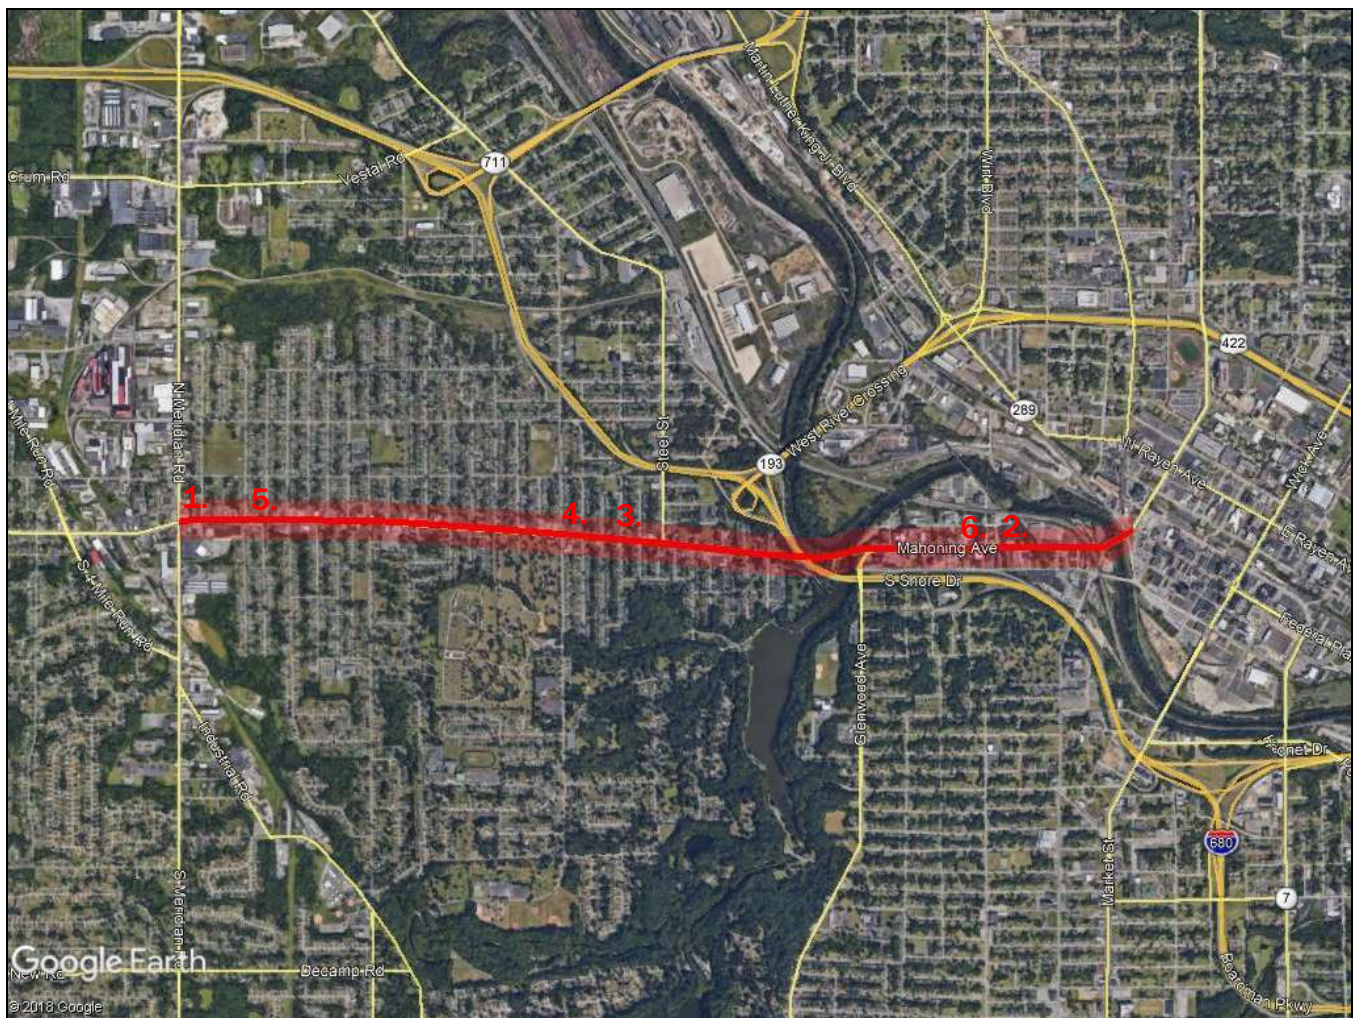 711
Crum Rd
Vestal Rd
Martin Luther King Jr Blvd
Wirt Blvd
422
N Meridian Rd
West River Crossing
289
Steel St
193
W Rayen Ave
Wick Ave
1.
5.
4.
3.
6.
2.
Mahoning Ave
E Rayen Av
S Shore Dr
S 4 Mile Run Rd
Mile Run Rd
Federal Pla
Glenwood Ave
Industrial Rd
680
Market St
7
S Meridian
Google Earth
New Rd
Decamp Rd
Boardman Pkwy
© 2018 Google